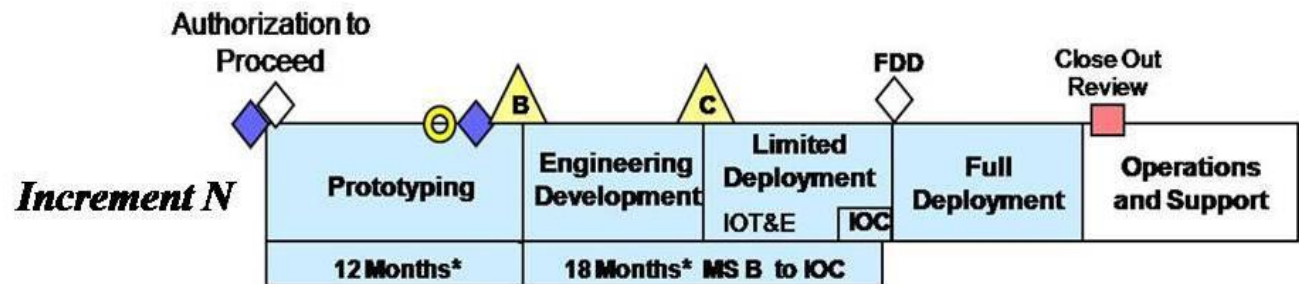 Authorization to
Proceed
B
C
FDD
Close Out
Review
Increment N
Prototyping
Engineering
Development
Limited
Deployment
IOT&E
IOC
Full
Deployment
Operations
and Support
12 Months*
18 Months* MS B to IOC